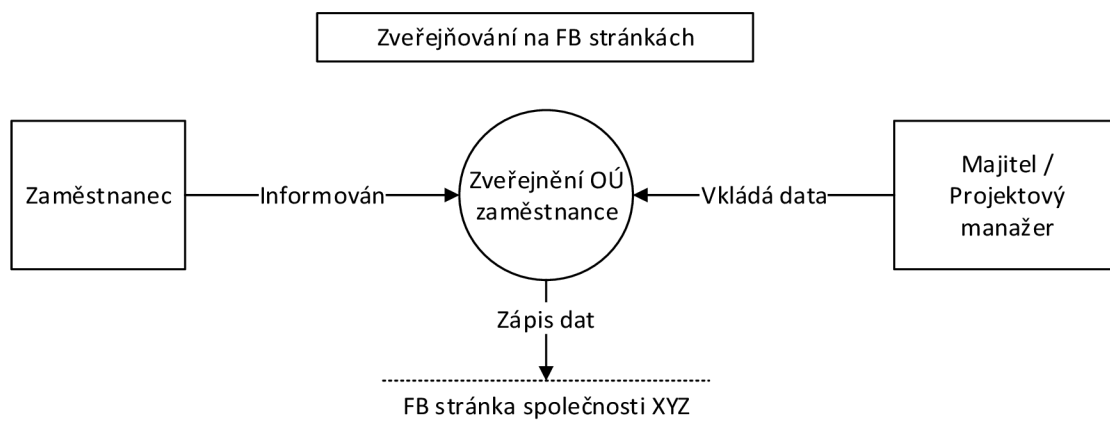 Zveřejňování na FB stránkách
Zaměstnanec
Informován
Zveřejnění OÚ
zaměstnance
Vkládá data
Majitel /
Projektový
manažer
Zápis dat
FB stránka společnosti XYZ